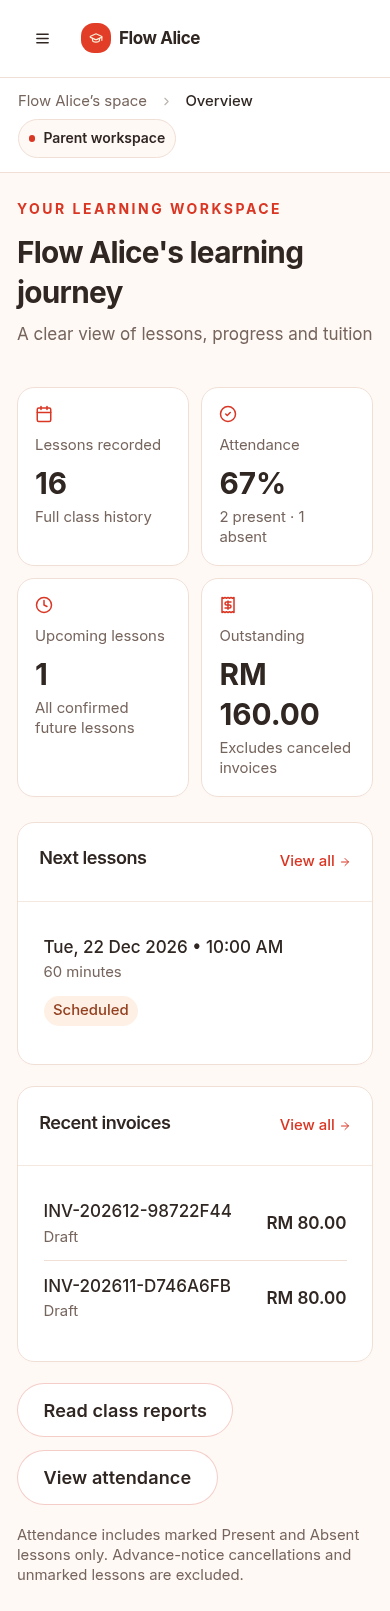 Flow Alice
Flow Alice’s space > Overview
Parent workspace
YOUR LEARNING WORKSPACE
Flow Alice's learning
journey
A clear view of lessons, progress and tuition
Lessons recorded
16
Full class history
Attendance
67%
2 present · 1
absent
Upcoming lessons
1
All confirmed
future lessons
Outstanding
RM
160.00
Excludes canceled
invoices
Next lessons
View all →
Tue, 22 Dec 2026 • 10:00 AM
60 minutes
Scheduled
Recent invoices
View all →
INV-202612-98722F44
Draft
RM 80.00
INV-202611-D746A6FB
Draft
RM 80.00
Read class reports
View attendance
Attendance includes marked Present and Absent
lessons only. Advance-notice cancellations and
unmarked lessons are excluded.